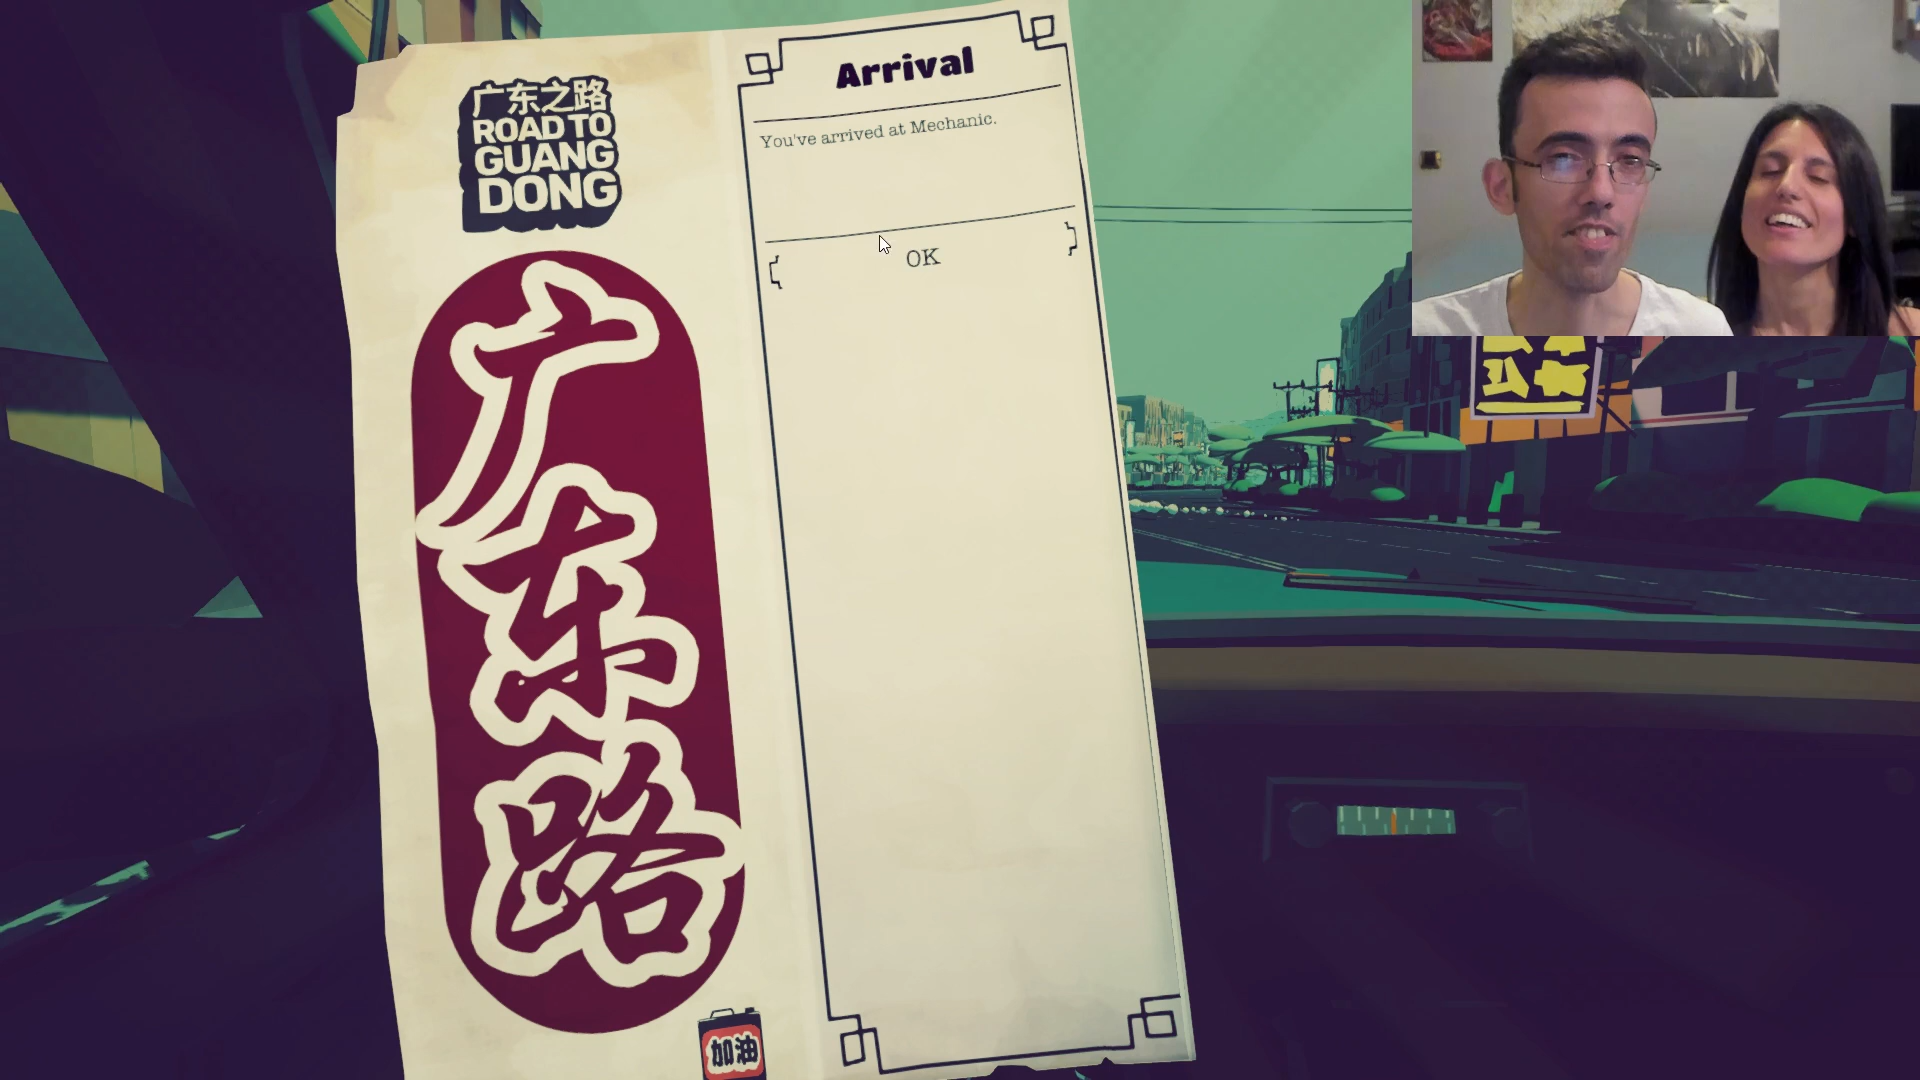 广东之路
ROAD TO
GUANG
DONG
广
东
路
加油
Arrival
You've arrived at Mechanic.
OK